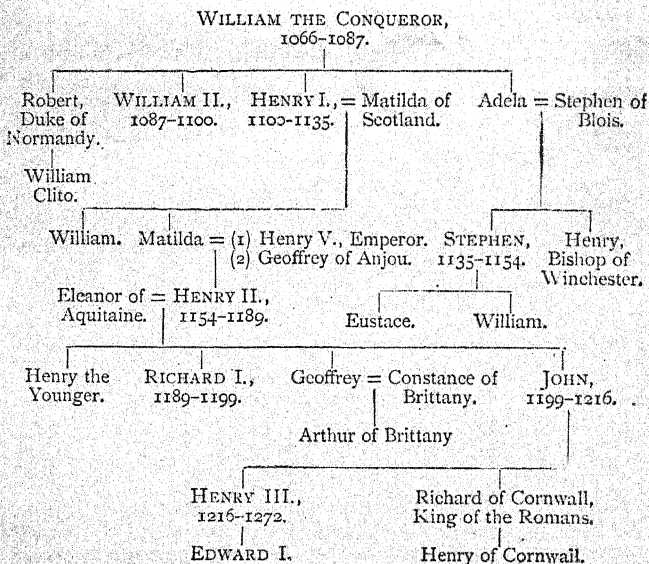 WILLIAM THE CONQUEROR,
1066-1087.
Robert, WILLIAM II., HENRY I., = Matilda of Adela = Stephen of
Duke of 1087-1100. 1100-1135. Scotland. Blois.
Normandy.
William
Clito.
William. Matilda = (1) Henry V., Emperor. STEPHEN, Henry,
(2) Geoffrey of Anjou. 1135-1154. Bishop of
Winchester.
Eleanor of = HENRY II.,
Aquitaine. 1154-1189.
Eustace. William.
Henry the RICHARD I., Geoffrey = Constance of JOHN,
Younger. 1189-1199. Brittany. 1199-1216.
Arthur of Brittany
HENRY III., Richard of Cornwall,
1216-1272. King of the Romans.
EDWARD I. Henry of Cornwall.